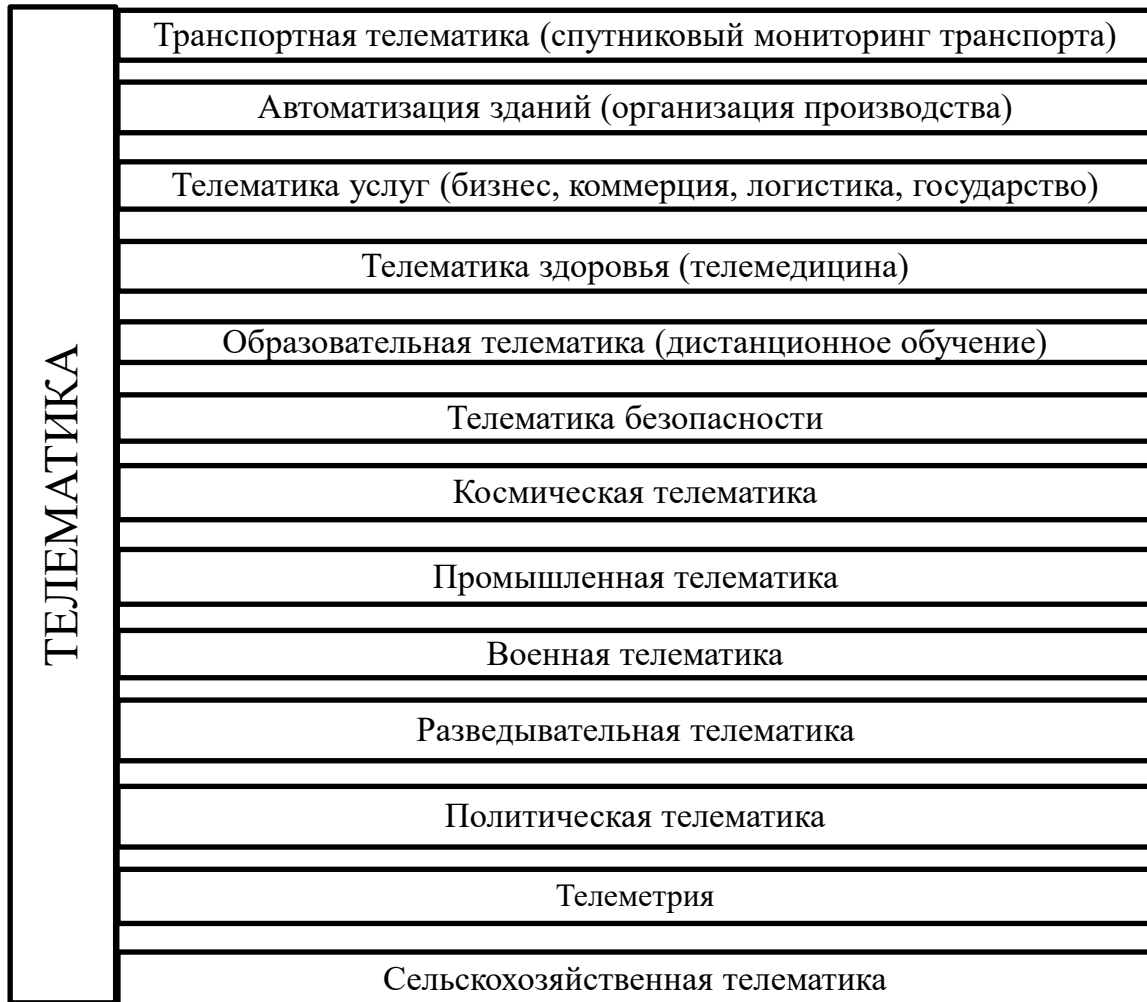 ТЕЛЕМАТИКА
Транспортная телематика (спутниковый мониторинг транспорта)
Автоматизация зданий (организация производства)
Телематика услуг (бизнес, коммерция, логистика, государство)
Телематика здоровья (телемедицина)
Образовательная телематика (дистанционное обучение)
Телематика безопасности
Космическая телематика
Промышленная телематика
Военная телематика
Разведывательная телематика
Политическая телематика
Телеметрия
Сельскохозяйственная телематика